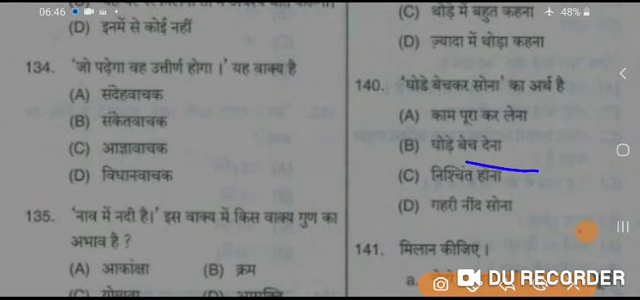 06:46
48%
(D) इनमें से कोई नहीं
134. 'जो पढ़ेगा वह उत्तीर्ण होगा।' यह वाक्य है
(A) संदेहवाचक
(B) संकेतवाचक
(C) आज्ञावाचक
(D) विधानवाचक
135. 'नाव में नदी है।' इस वाक्य में किस वाक्य गुण का
अभाव है ?
(A) आकांक्षा (B) क्रम
(C) थोड़े में बहुत कहना
(D) ज़्यादा में थोड़ा कहना
140. 'घोडे बेचकर सोना' का अर्थ है
(A) काम पूरा कर लेना
(B) घोड़े बेच देना
(C) निश्चिंत होना
(D) गहरी नींद सोना
141. मिलान कीजिए।
a.
DU RECORDER